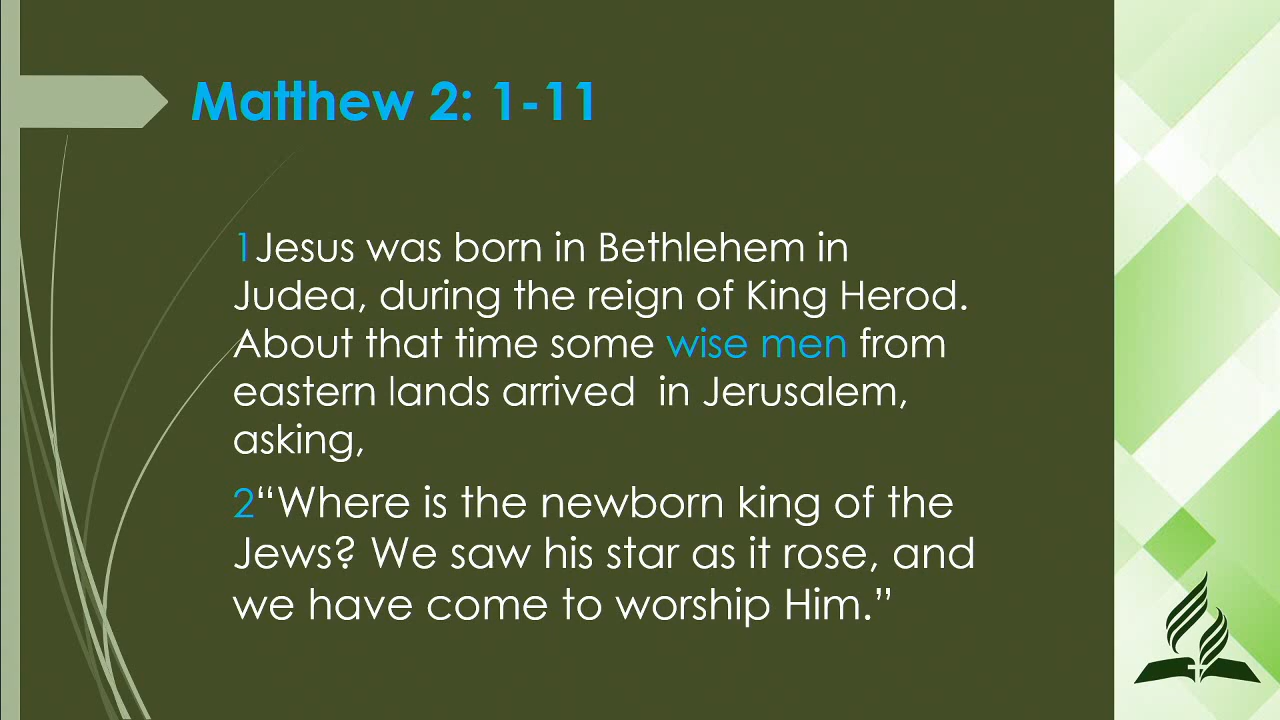 Matthew 2: 1-11
1Jesus was born in Bethlehem in
Judea, during the reign of King Herod.
About that time some wise men from
eastern lands arrived  in Jerusalem,
asking,
2“Where is the newborn king of the
Jews? We saw his star as it rose, and
we have come to worship Him.”